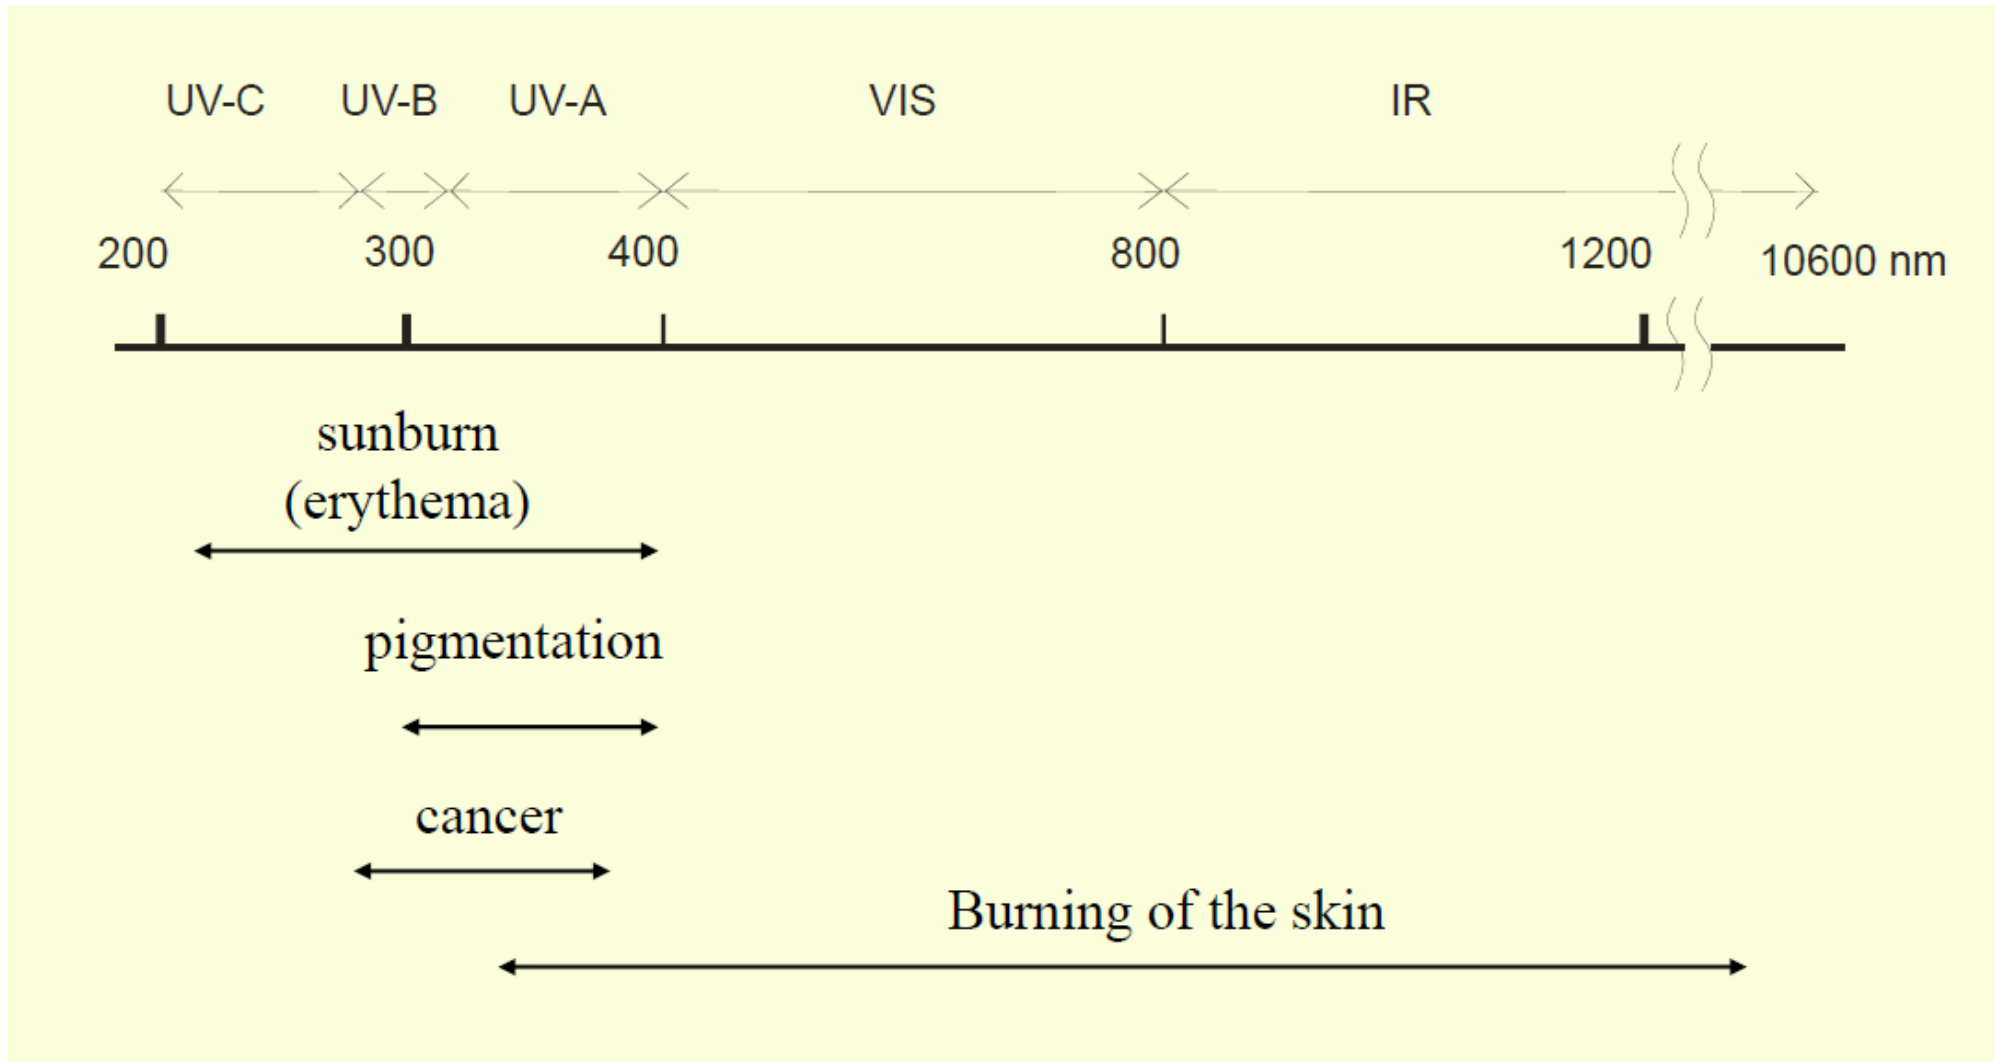 UV-C UV-B UV-A VIS IR
200 300 400 800 1200 10600 nm
sunburn
(erythema)
pigmentation
cancer
Burning of the skin